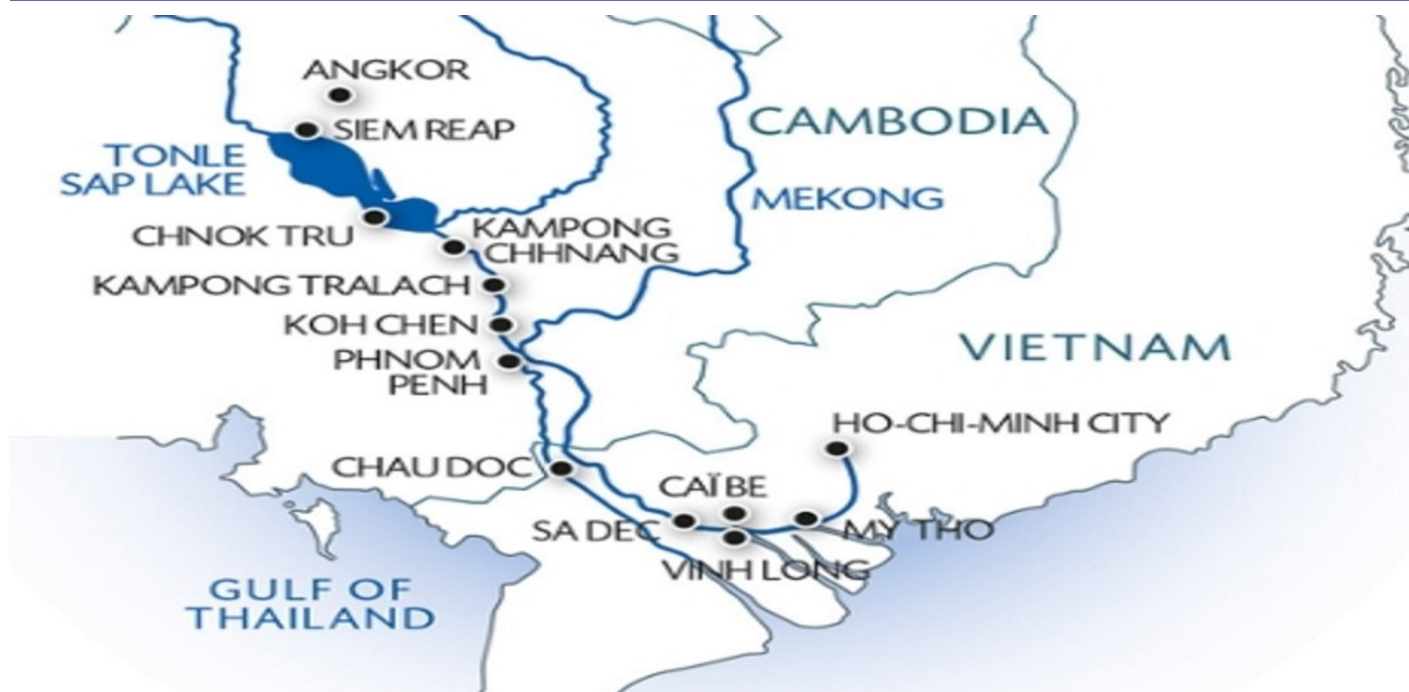 ANGKOR
SIEM REAP
TONLE
SAP LAKE
CAMBODIA
MEKONG
CHNOK TRU
KAMPONG
CHHNANG
KAMPONG TRALACH
KOH CHEN
PHNOM
PENH
VIETNAM
HO-CHI-MINH CITY
CHAU DOC
CAÏ BE
SA DEC
MY THO
VINH LONG
GULF OF
THAILAND